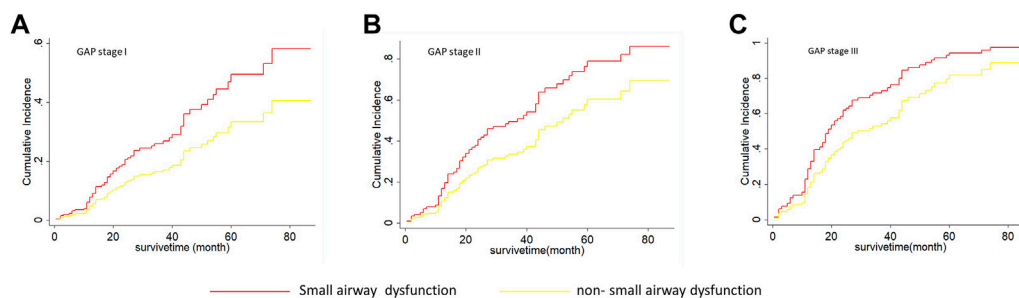 A
GAP stage I
Cumulative Incidence
.6
.4
.2
0
0 20 40 60 80
survivetime (month)
B
GAP stage II
Cumulative Incidence
.8
.6
.4
.2
0
0 20 40 60 80
survivetime(month)
C
GAP stage III
Cumulative Incidence
1
.8
.6
.4
.2
0
0 20 40 60 80
survivetime(month)
Small airway dysfunction
non- small airway dysfunction